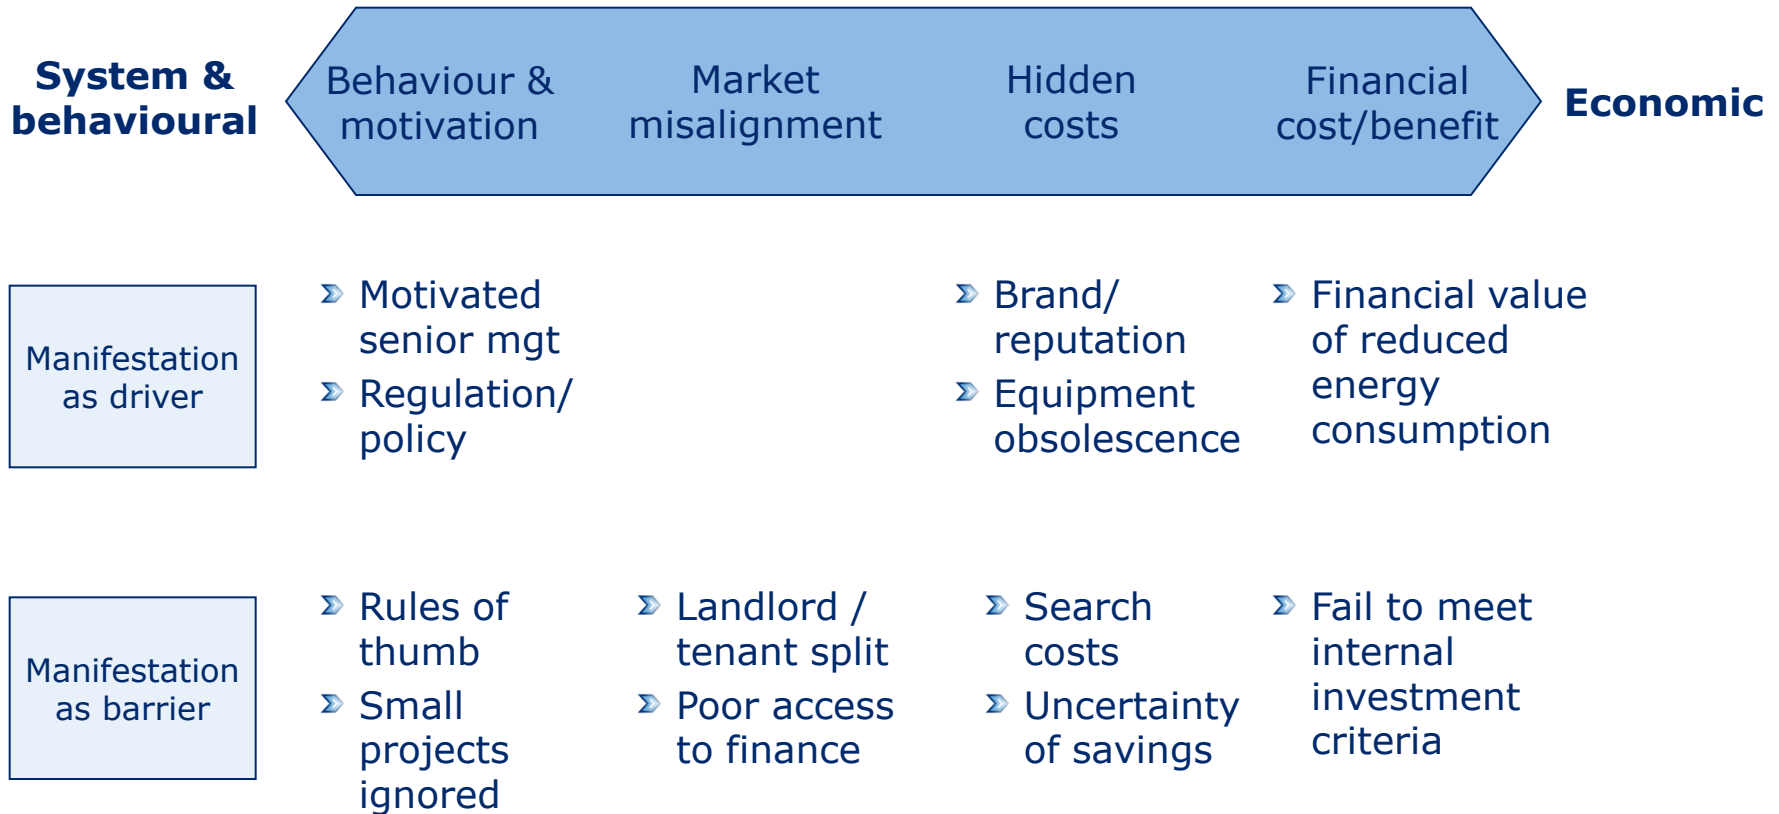 System &
behavioural
Behaviour &
motivation
Market
misalignment
Hidden
costs
Financial
cost/benefit
Economic
Manifestation
as driver
Motivated
senior mgt
Regulation/
policy
Brand/
reputation
Equipment
obsolescence
Financial value
of reduced
energy
consumption
Manifestation
as barrier
Rules of
thumb
Small
projects
ignored
Landlord /
tenant split
Poor access
to finance
Search
costs
Uncertainty
of savings
Fail to meet
internal
investment
criteria